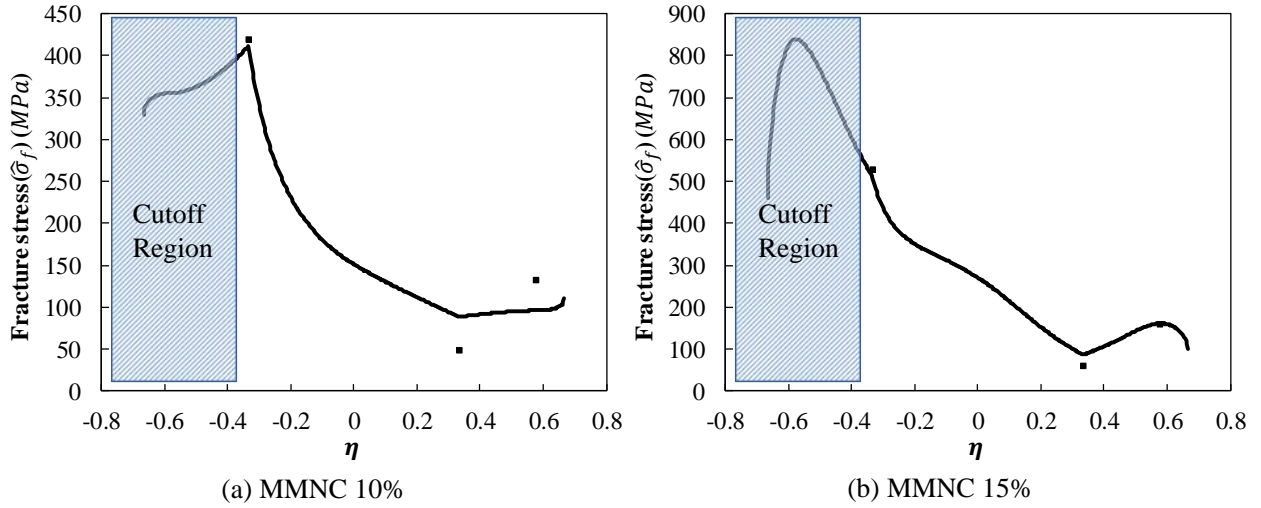 450
400
350
300
250
200
150
100
50
0
Fracture stress(σ̂f) (MPa)
Cutoff
Region
-0.8 -0.6 -0.4 -0.2 0 0.2 0.4 0.6 0.8
η
(a) MMNC 10%
900
800
700
600
500
400
300
200
100
0
Fracture stress(σ̂f) (MPa)
Cutoff
Region
-0.8 -0.6 -0.4 -0.2 0 0.2 0.4 0.6 0.8
η
(b) MMNC 15%